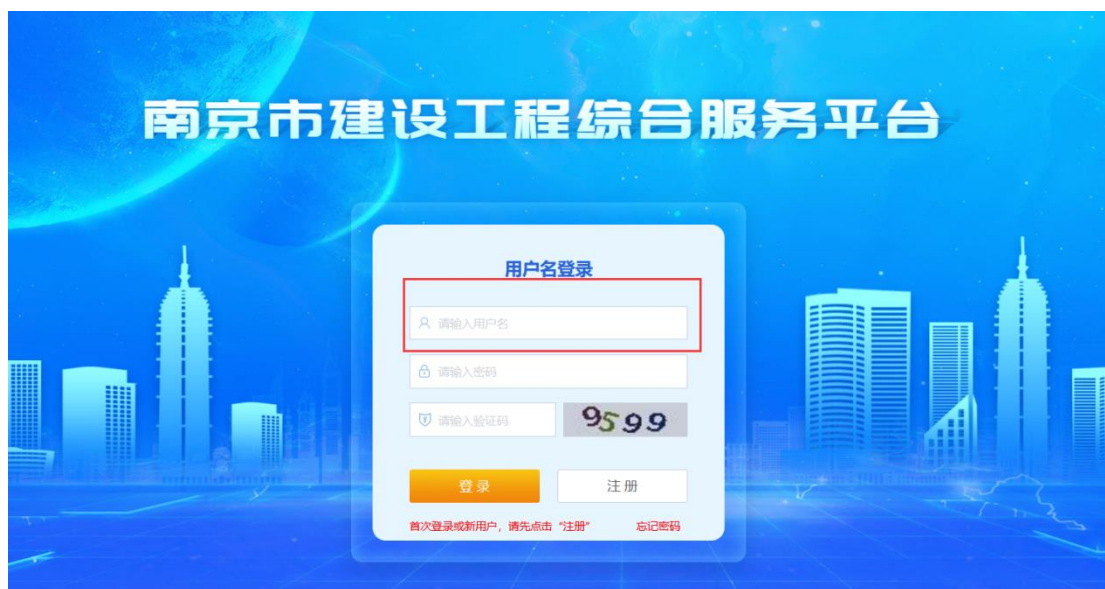 南京市建设工程综合服务平台
用户名登录
请输入用户名
请输入密码
请输入验证码 9599
登录 注册
首次登录或新用户，请先点击“注册” 忘记密码